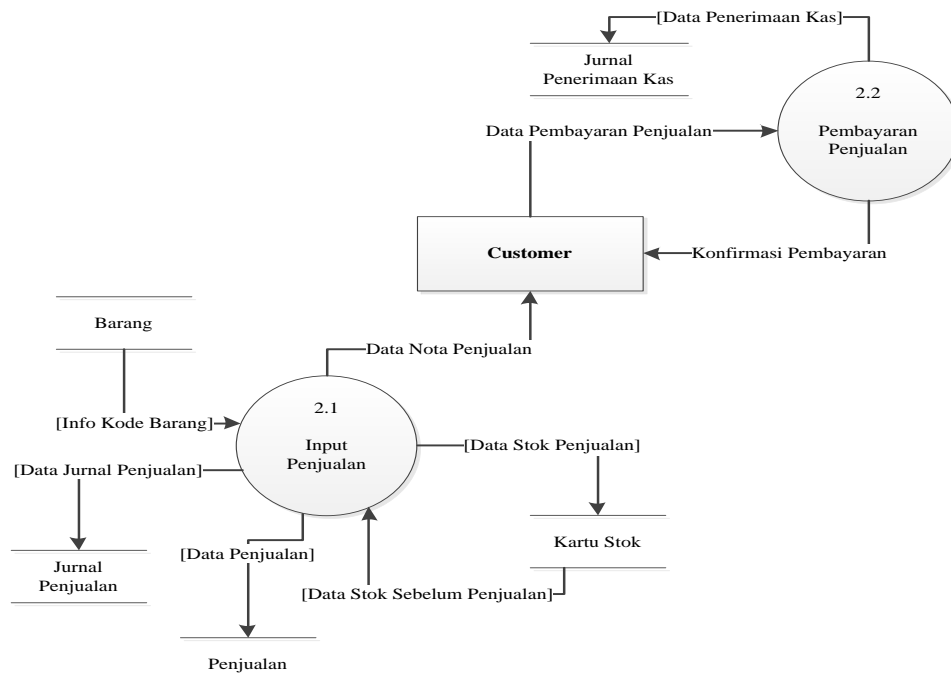 [Data Penerimaan Kas]
Jurnal
Penerimaan Kas
2.2
Pembayaran
Penjualan
Data Pembayaran Penjualan
Customer
Konfirmasi Pembayaran
Barang
Data Nota Penjualan
2.1
Input
Penjualan
[Info Kode Barang]
[Data Stok Penjualan]
[Data Jurnal Penjualan]
Kartu Stok
[Data Penjualan]
Jurnal
Penjualan
[Data Stok Sebelum Penjualan]
Penjualan